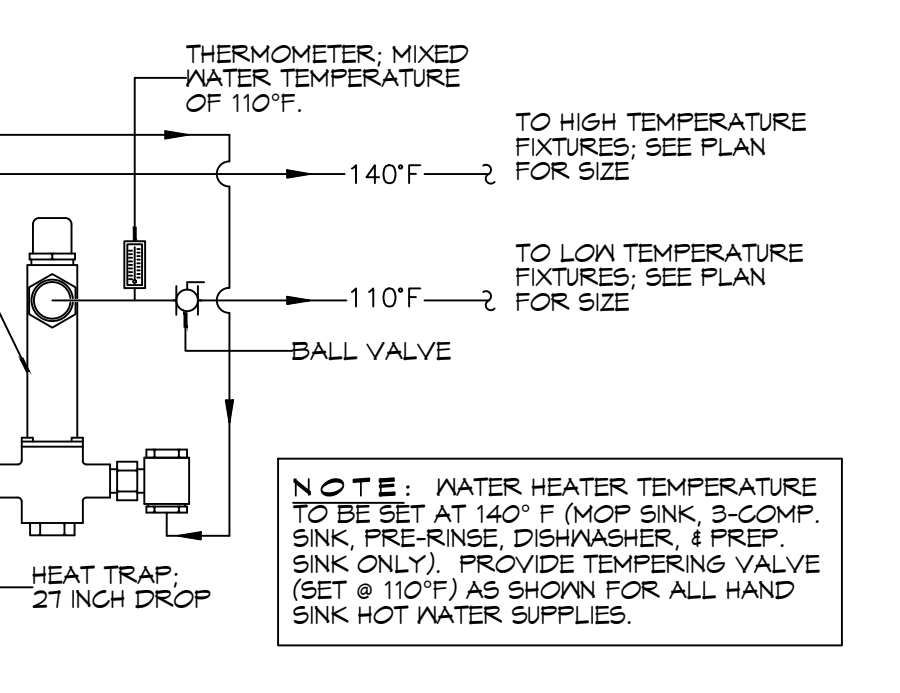 THERMOMETER; MIXED
WATER TEMPERATURE
OF 110°F.
TO HIGH TEMPERATURE
FIXTURES; SEE PLAN
FOR SIZE
140°F
TO LOW TEMPERATURE
FIXTURES; SEE PLAN
FOR SIZE
110°F
BALL VALVE
NOTE: WATER HEATER TEMPERATURE
TO BE SET AT 140° F (MOP SINK, 3-COMP.
SINK, PRE-RINSE, DISHWASHER, & PREP.
SINK ONLY). PROVIDE TEMPERING VALVE
(SET @ 110°F) AS SHOWN FOR ALL HAND
SINK HOT WATER SUPPLIES.
HEAT TRAP;
27 INCH DROP